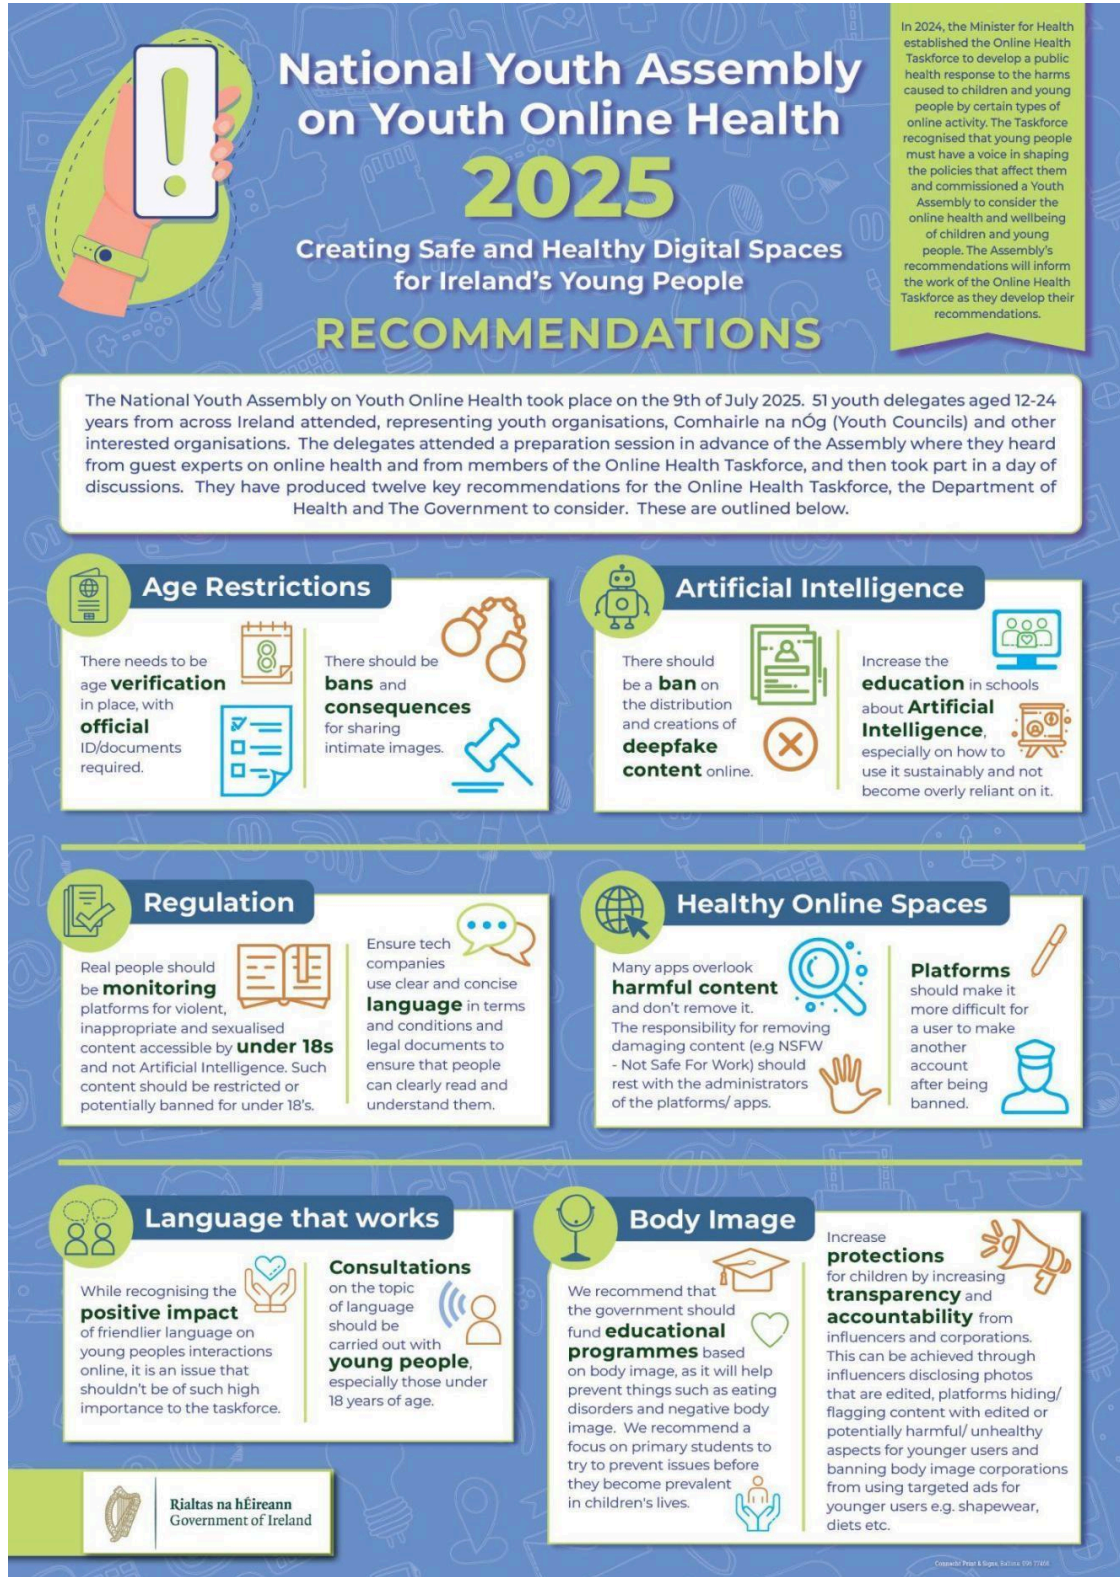 National Youth Assembly
on Youth Online Health
2025
Creating Safe and Healthy Digital Spaces
for Ireland's Young People
RECOMMENDATIONS
In 2024, the Minister for Health
established the Online Health
Taskforce to develop a public
health response to the harms
caused to children and young
people by certain types of
online activity. The Taskforce
recognised that young people
must have a voice in shaping
the policies that affect them
and commissioned a Youth
Assembly to consider the
online health and wellbeing
of children and young
people. The Assembly's
recommendations will inform
the work of the Online Health
Taskforce as they develop their
recommendations.
The National Youth Assembly on Youth Online Health took place on the 9th of July 2025. 51 youth delegates aged 12-24
years from across Ireland attended, representing youth organisations, Comhairle na nÓg (Youth Councils) and other
interested organisations. The delegates attended a preparation session in advance of the Assembly where they heard
from guest experts on online health and from members of the Online Health Taskforce, and then took part in a day of
discussions. They have produced twelve key recommendations for the Online Health Taskforce, the Department of
Health and The Government to consider. These are outlined below.
Age Restrictions
There needs to be
age verification
in place, with
official
ID/documents
required.
8
There should be
bans and
consequences
for sharing
intimate images.
Artificial Intelligence
There should
be a ban on
the distribution
and creations of
deepfake
content online.
Increase the
education in schools
about Artificial
Intelligence,
especially on how to
use it sustainably and not
become overly reliant on it.
Regulation
Real people should
be monitoring
platforms for violent,
inappropriate and sexualised
content accessible by under 18s
and not Artificial Intelligence. Such
content should be restricted or
potentially banned for under 18's.
Ensure tech
companies
use clear and concise
language in terms
and conditions and
legal documents to
ensure that people
can clearly read and
understand them.
Healthy Online Spaces
Many apps overlook
harmful content
and don't remove it.
The responsibility for removing
damaging content (e.g NSFW
- Not Safe For Work) should
rest with the administrators
of the platforms/ apps.
Platforms
should make it
more difficult for
a user to make
another
account
after being
banned.
Language that works
While recognising the
positive impact
of friendlier language on
young peoples interactions
online, it is an issue that
shouldn't be of such high
importance to the taskforce.
Consultations
on the topic
of language
should be
carried out with
young people,
especially those under
18 years of age.
Body Image
We recommend that
the government should
fund educational
programmes based
on body image, as it will help
prevent things such as eating
disorders and negative body
image. We recommend a
focus on primary students to
try to prevent issues before
they become prevalent
in children's lives.
Increase
protections
for children by increasing
transparency and
accountability from
influencers and corporations.
This can be achieved through
influencers disclosing photos
that are edited, platforms hiding/
flagging content with edited or
potentially harmful/ unhealthy
aspects for younger users and
banning body image corporations
from using targeted ads for
younger users e.g. shapewear,
diets etc.
Rialtas na hÉireann
Government of Ireland